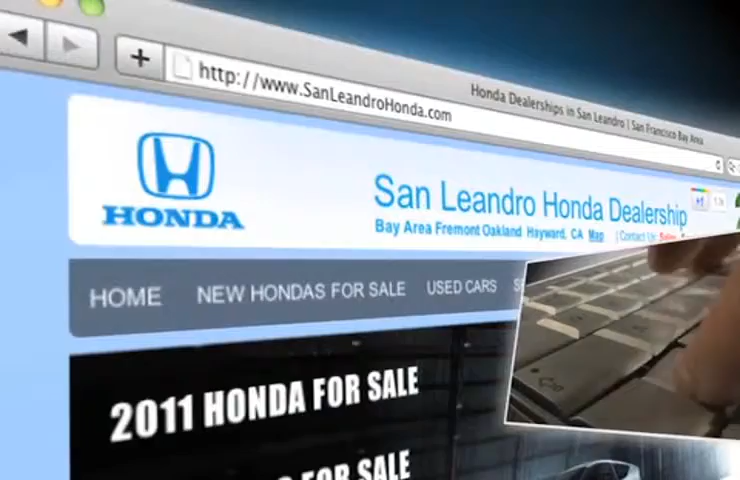 Honda Dealerships in San Leandro | San Francisco Bay Area
http://www.SanLeandroHonda.com
HONDA
San Leandro Honda Dealership
Bay Area Fremont Oakland Hayward, CA Map | Contact Us:
HOME NEW HONDAS FOR SALE USED CARS
2011 HONDA FOR SALE
FOR SALE